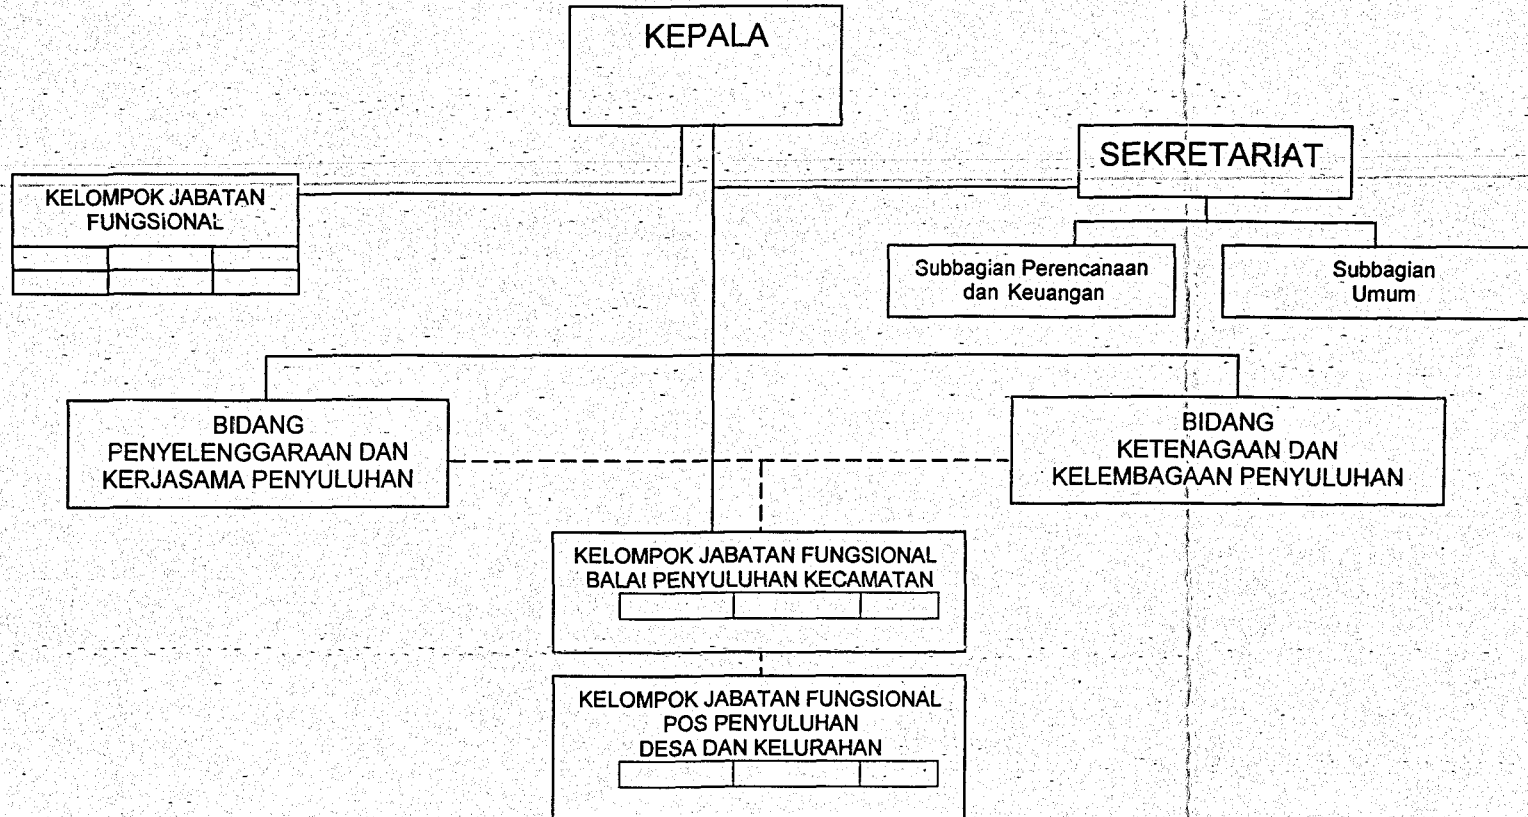 KEPALA
SEKRETARIAT
KELOMPOK JABATAN
FUNGSIONAL
Subbagian Perencanaan
dan Keuangan
Subbagian
Umum
BIDANG
PENYELENGGARAAN DAN
KERJASAMA PENYULUHAN
BIDANG
KETENAGAAN DAN
KELEMBAGAAN PENYULUHAN
KELOMPOK JABATAN FUNGSIONAL
BALAI PENYULUHAN KECAMATAN
KELOMPOK JABATAN FUNGSIONAL
POS PENYULUHAN
DESA DAN KELURAHAN